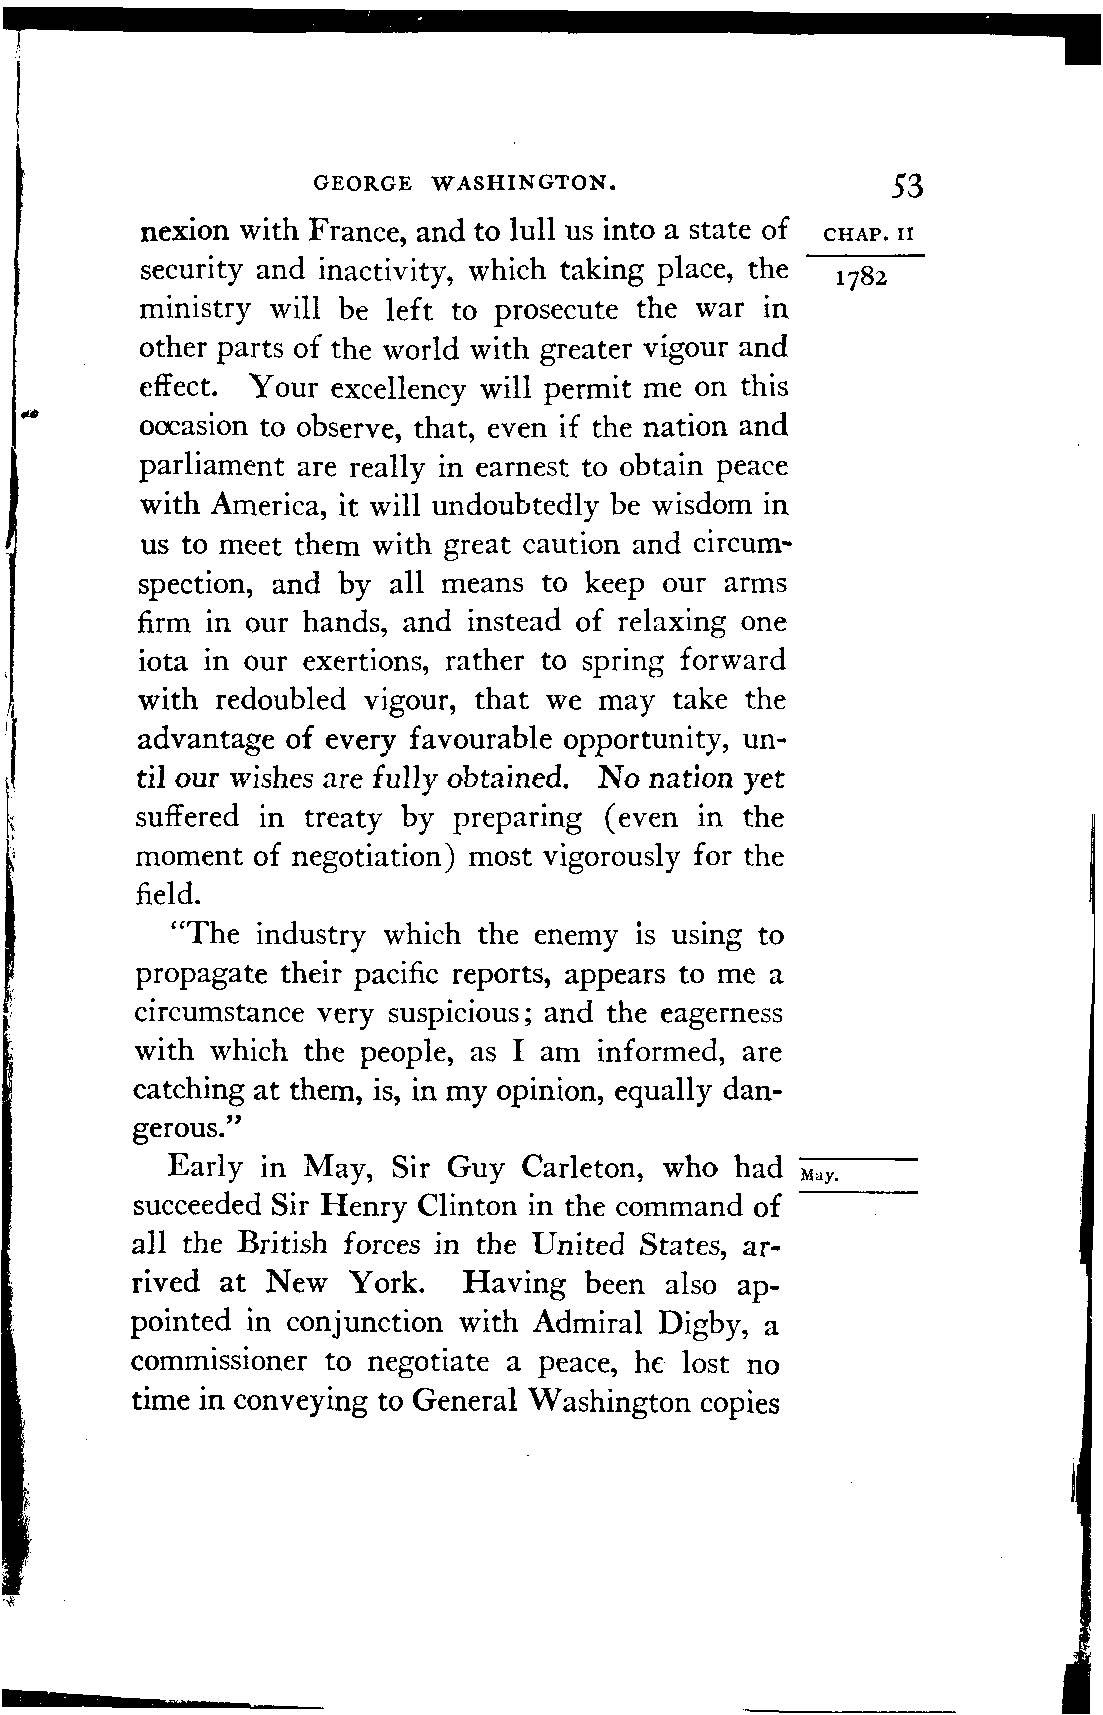 GEORGE WASHINGTON. 53
nexion with France, and to lull us into a state of CHAP. II
security and inactivity, which taking place, the 1782
ministry will be left to prosecute the war in
other parts of the world with greater vigour and
effect. Your excellency will permit me on this
occasion to observe, that, even if the nation and
parliament are really in earnest to obtain peace
with America, it will undoubtedly be wisdom in
us to meet them with great caution and circum-
spection, and by all means to keep our arms
firm in our hands, and instead of relaxing one
iota in our exertions, rather to spring forward
with redoubled vigour, that we may take the
advantage of every favourable opportunity, un-
til our wishes are fully obtained. No nation yet
suffered in treaty by preparing (even in the
moment of negotiation) most vigorously for the
field.
"The industry which the enemy is using to
propagate their pacific reports, appears to me a
circumstance very suspicious; and the eagerness
with which the people, as I am informed, are
catching at them, is, in my opinion, equally dan-
gerous."
Early in May, Sir Guy Carleton, who had May.
succeeded Sir Henry Clinton in the command of
all the British forces in the United States, ar-
rived at New York. Having been also ap-
pointed in conjunction with Admiral Digby, a
commissioner to negotiate a peace, he lost no
time in conveying to General Washington copies